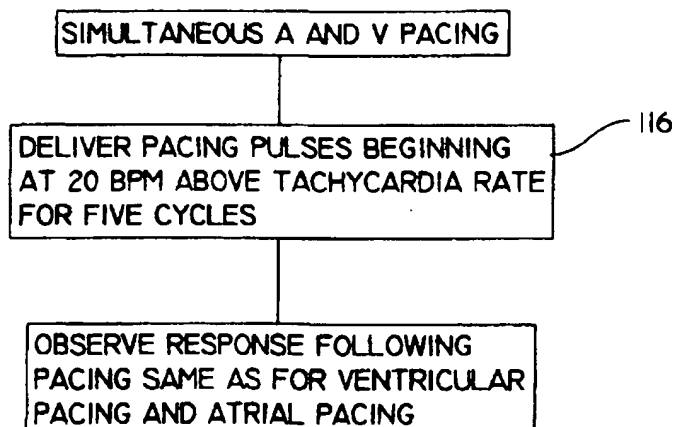 SIMULTANEOUS A AND V PACING
116
DELIVER PACING PULSES BEGINNING
AT 20 BPM ABOVE TACHYCARDIA RATE
FOR FIVE CYCLES
OBSERVE RESPONSE FOLLOWING
PACING SAME AS FOR VENTRICULAR
PACING AND ATRIAL PACING